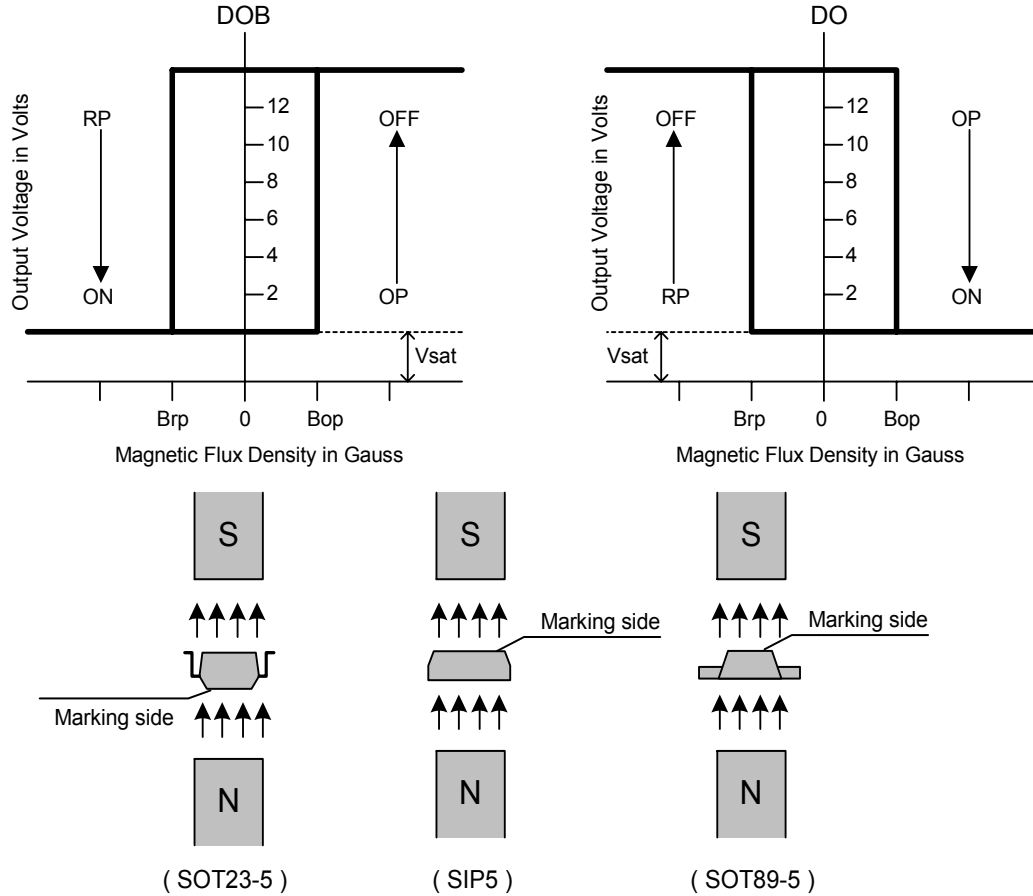 DOB
Output Voltage in Volts
12
10
8
6
4
2
RP
ON
OFF
OP
Vsat
Brp
0
Bop
Magnetic Flux Density in Gauss
DO
Output Voltage in Volts
12
10
8
6
4
2
OFF
RP
OP
ON
Vsat
Brp
0
Bop
Magnetic Flux Density in Gauss
S
Marking side
N
( SOT23-5 )
S
Marking side
N
( SIP5 )
S
Marking side
N
( SOT89-5 )